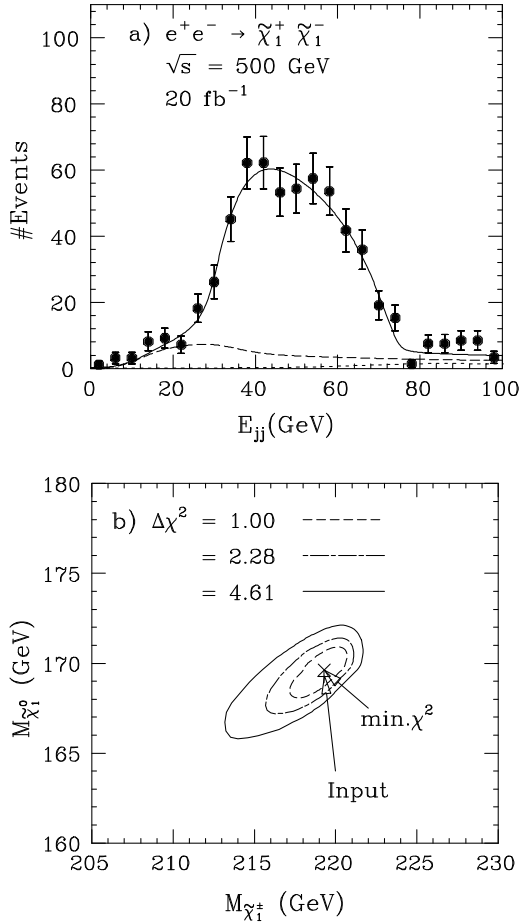 a) e⁺e⁻ → χ̃₁⁺ χ̃₁⁻
√s = 500 GeV
20 fb⁻¹
#Events
100
80
60
40
20
0
0 20 40 60 80 100
E_jj(GeV)
b) Δχ² = 1.00
= 2.28
= 4.61
M_χ̃₁⁰ (GeV)
180
175
170
165
160
min.χ²
Input
205 210 215 220 225 230
M_χ̃₁± (GeV)